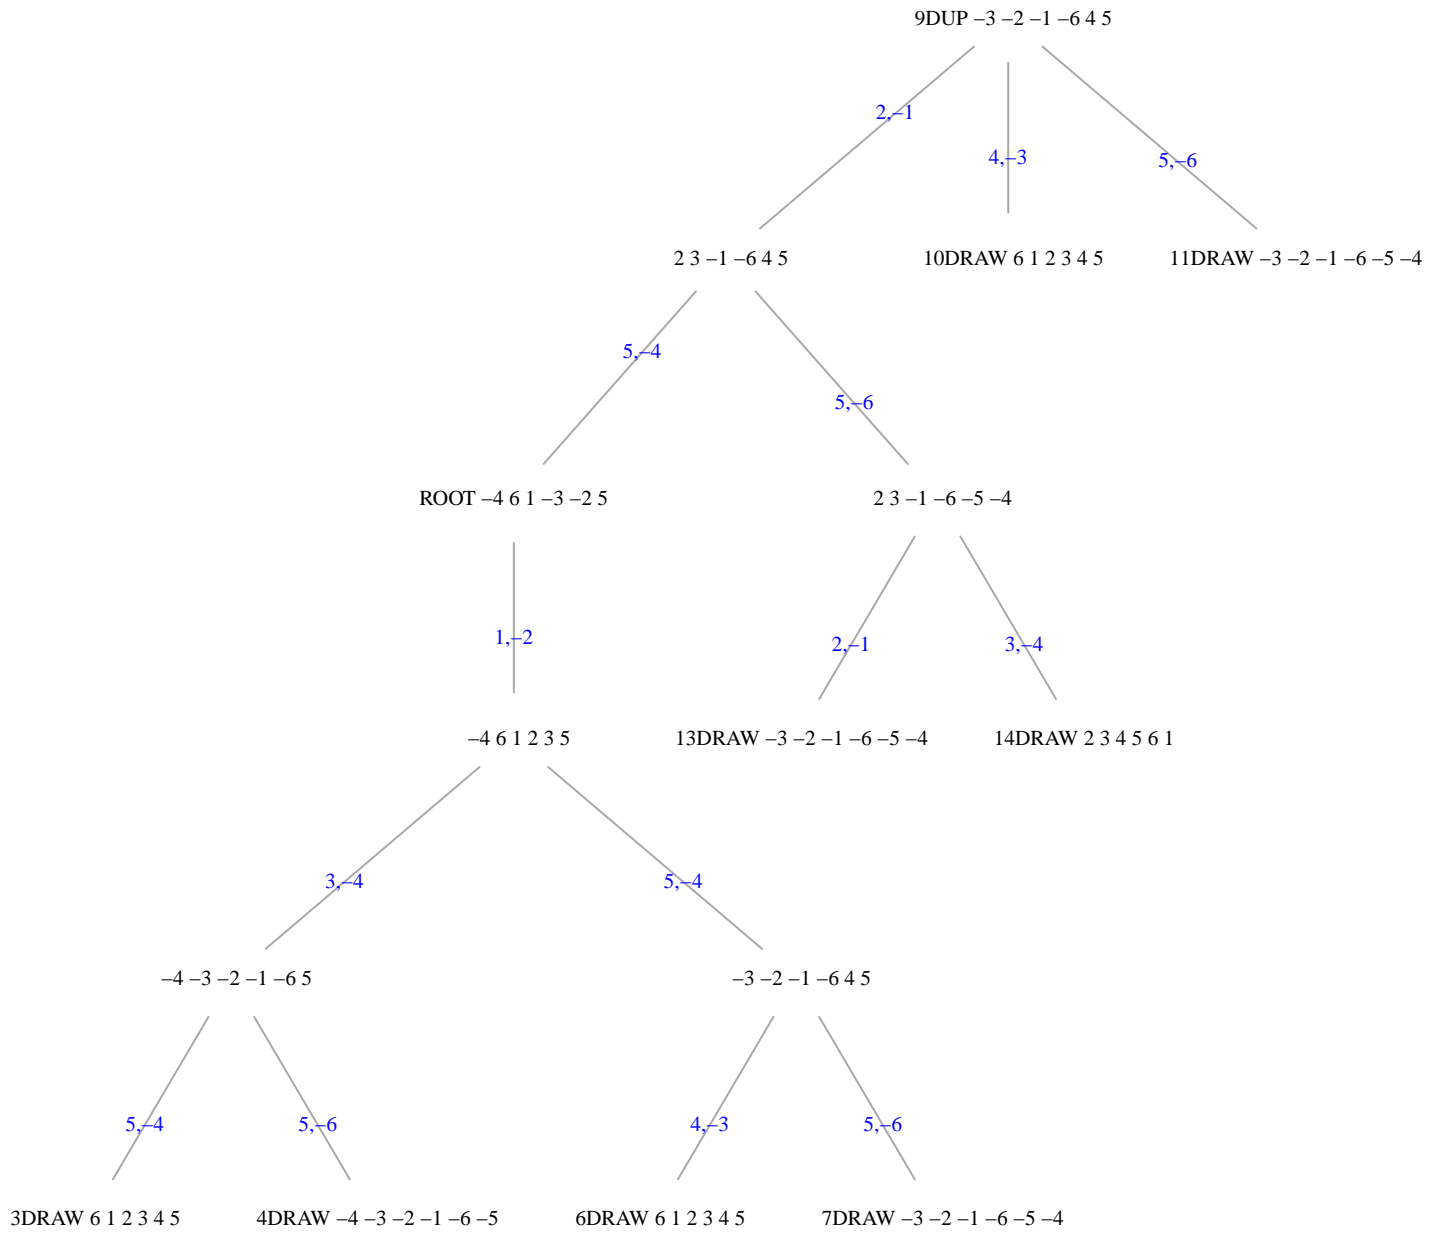 9DUP –3 –2 –1 –6 4 5
2,–1
4,–3
5,–6
2 3 –1 –6 4 5
10DRAW 6 1 2 3 4 5
11DRAW –3 –2 –1 –6 –5 –4
5,–4
5,–6
ROOT –4 6 1 –3 –2 5
2 3 –1 –6 –5 –4
1,–2
2,–1
3,–4
–4 6 1 2 3 5
13DRAW –3 –2 –1 –6 –5 –4
14DRAW 2 3 4 5 6 1
3,–4
5,–4
–4 –3 –2 –1 –6 5
–3 –2 –1 –6 4 5
5,–4
5,–6
4,–3
5,–6
3DRAW 6 1 2 3 4 5
4DRAW –4 –3 –2 –1 –6 –5
6DRAW 6 1 2 3 4 5
7DRAW –3 –2 –1 –6 –5 –4